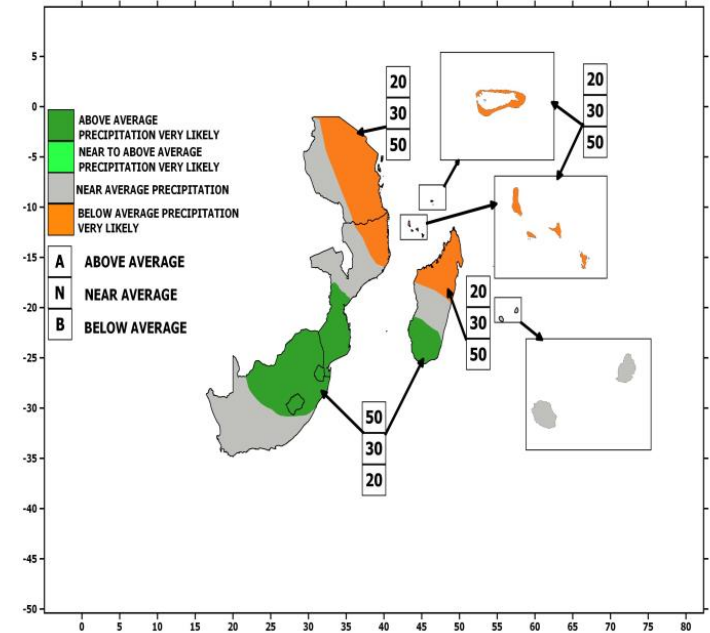 5
0
-5
-10
-15
-20
-25
-30
-35
-40
-45
-50
ABOVE AVERAGE
PRECIPITATION VERY LIKELY
NEAR TO ABOVE AVERAGE
PRECIPITATION VERY LIKELY
NEAR AVERAGE PRECIPITATION
BELOW AVERAGE PRECIPITATION
VERY LIKELY
A ABOVE AVERAGE
N NEAR AVERAGE
B BELOW AVERAGE
20
30
50
20
30
50
20
30
50
50
30
20
0 5 10 15 20 25 30 35 40 45 50 55 60 65 70 75 80